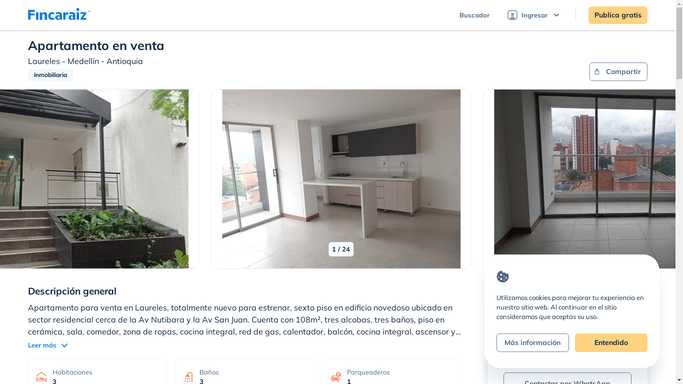 Fincaraiz
Buscador
Ingresar
Publica gratis
Apartamento en venta
Laureles - Medellín - Antioquia
Inmobiliaria
Compartir
1 / 24
Descripción general
Apartamento para venta en Laureles, totalmente nuevo para estrenar, sexto piso en edificio novedoso ubicado en
sector residencial cerca de la Av Nutibara y la Av San Juan. Cuenta con 108m², tres alcobas, tres baños, piso en
cerámica, sala, comedor, zona de ropas, cocina integral, red de gas, calentador, balcón, cocina integral, ascensor y...
Leer más
Habitaciones
3
Baños
3
Parqueaderos
1
Utilizamos cookies para mejorar tu experiencia en
nuestro sitio web. Al continuar en el sitio
consideramos que aceptas su uso.
Más información
Entendido
Contactar por WhatsApp